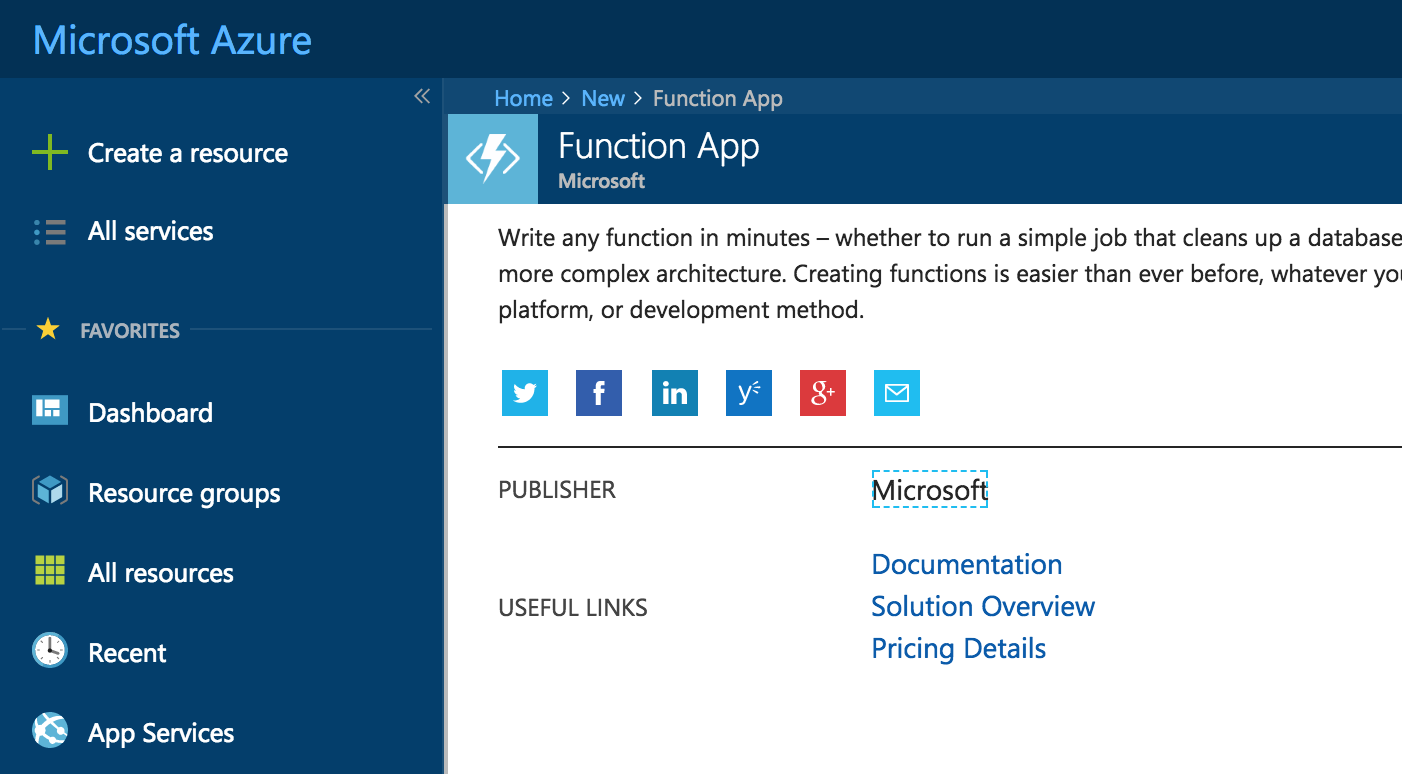 Microsoft Azure
Home > New > Function App
Create a resource
All services
FAVORITES
Dashboard
Resource groups
All resources
Recent
App Services
Function App
Microsoft
Write any function in minutes – whether to run a simple job that cleans up a database
more complex architecture. Creating functions is easier than ever before, whatever
platform, or development method.
f
in
y
g+
PUBLISHER
Microsoft
USEFUL LINKS
Documentation
Solution Overview
Pricing Details